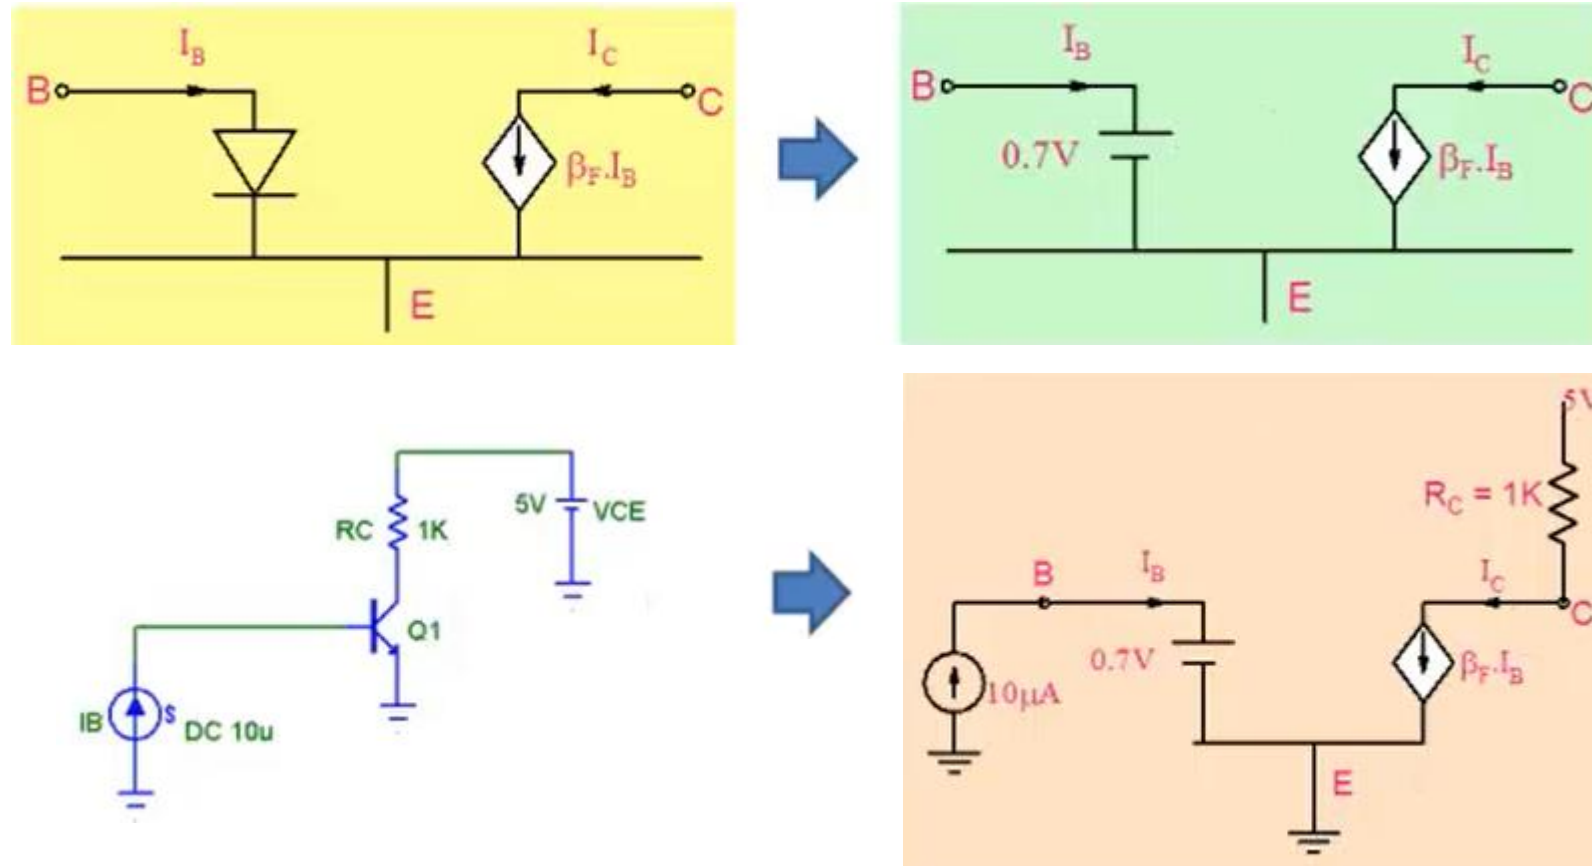 I_B
I_C
B
C
β_F.I_B
E
I_B
I_C
B
C
0.7V
β_F.I_B
E
5V
VCE
RC
1K
Q1
IB
S
DC 10u
5V
R_C = 1K
B
I_B
I_C
C
0.7V
β_F.I_B
10μA
E